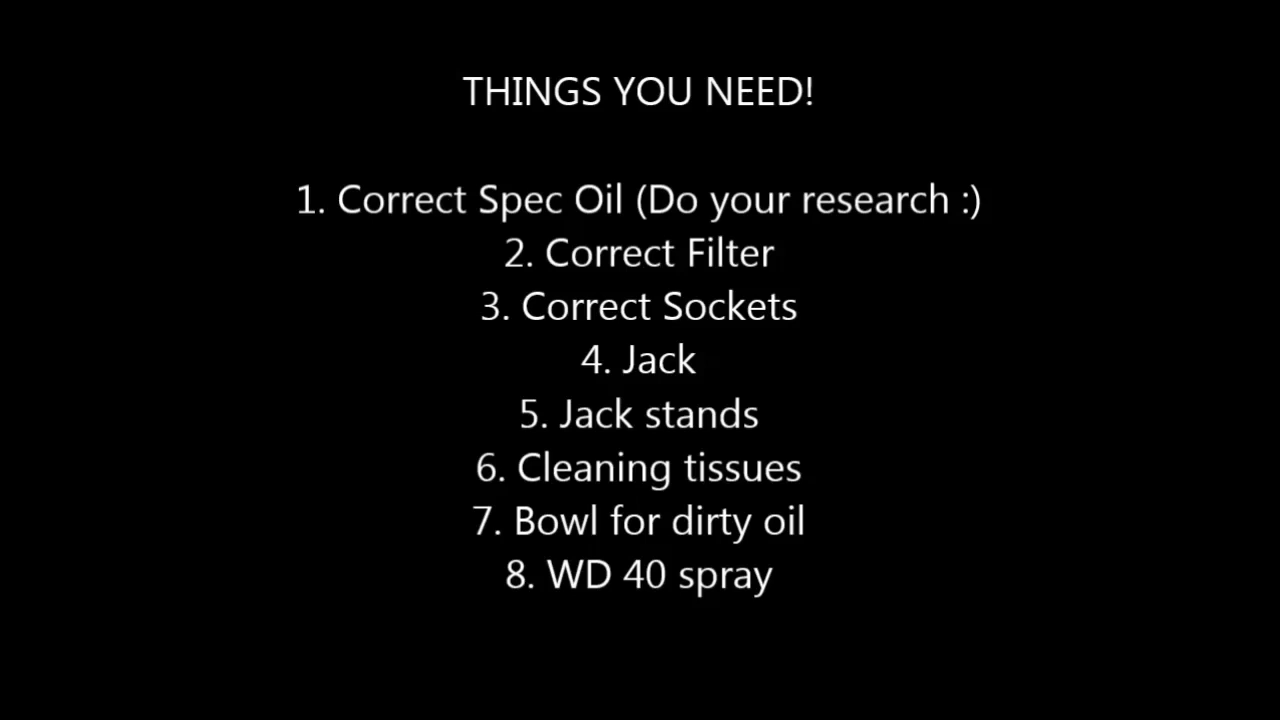 THINGS YOU NEED!
1. Correct Spec Oil (Do your research :)
2. Correct Filter
3. Correct Sockets
4. Jack
5. Jack stands
6. Cleaning tissues
7. Bowl for dirty oil
8. WD 40 spray